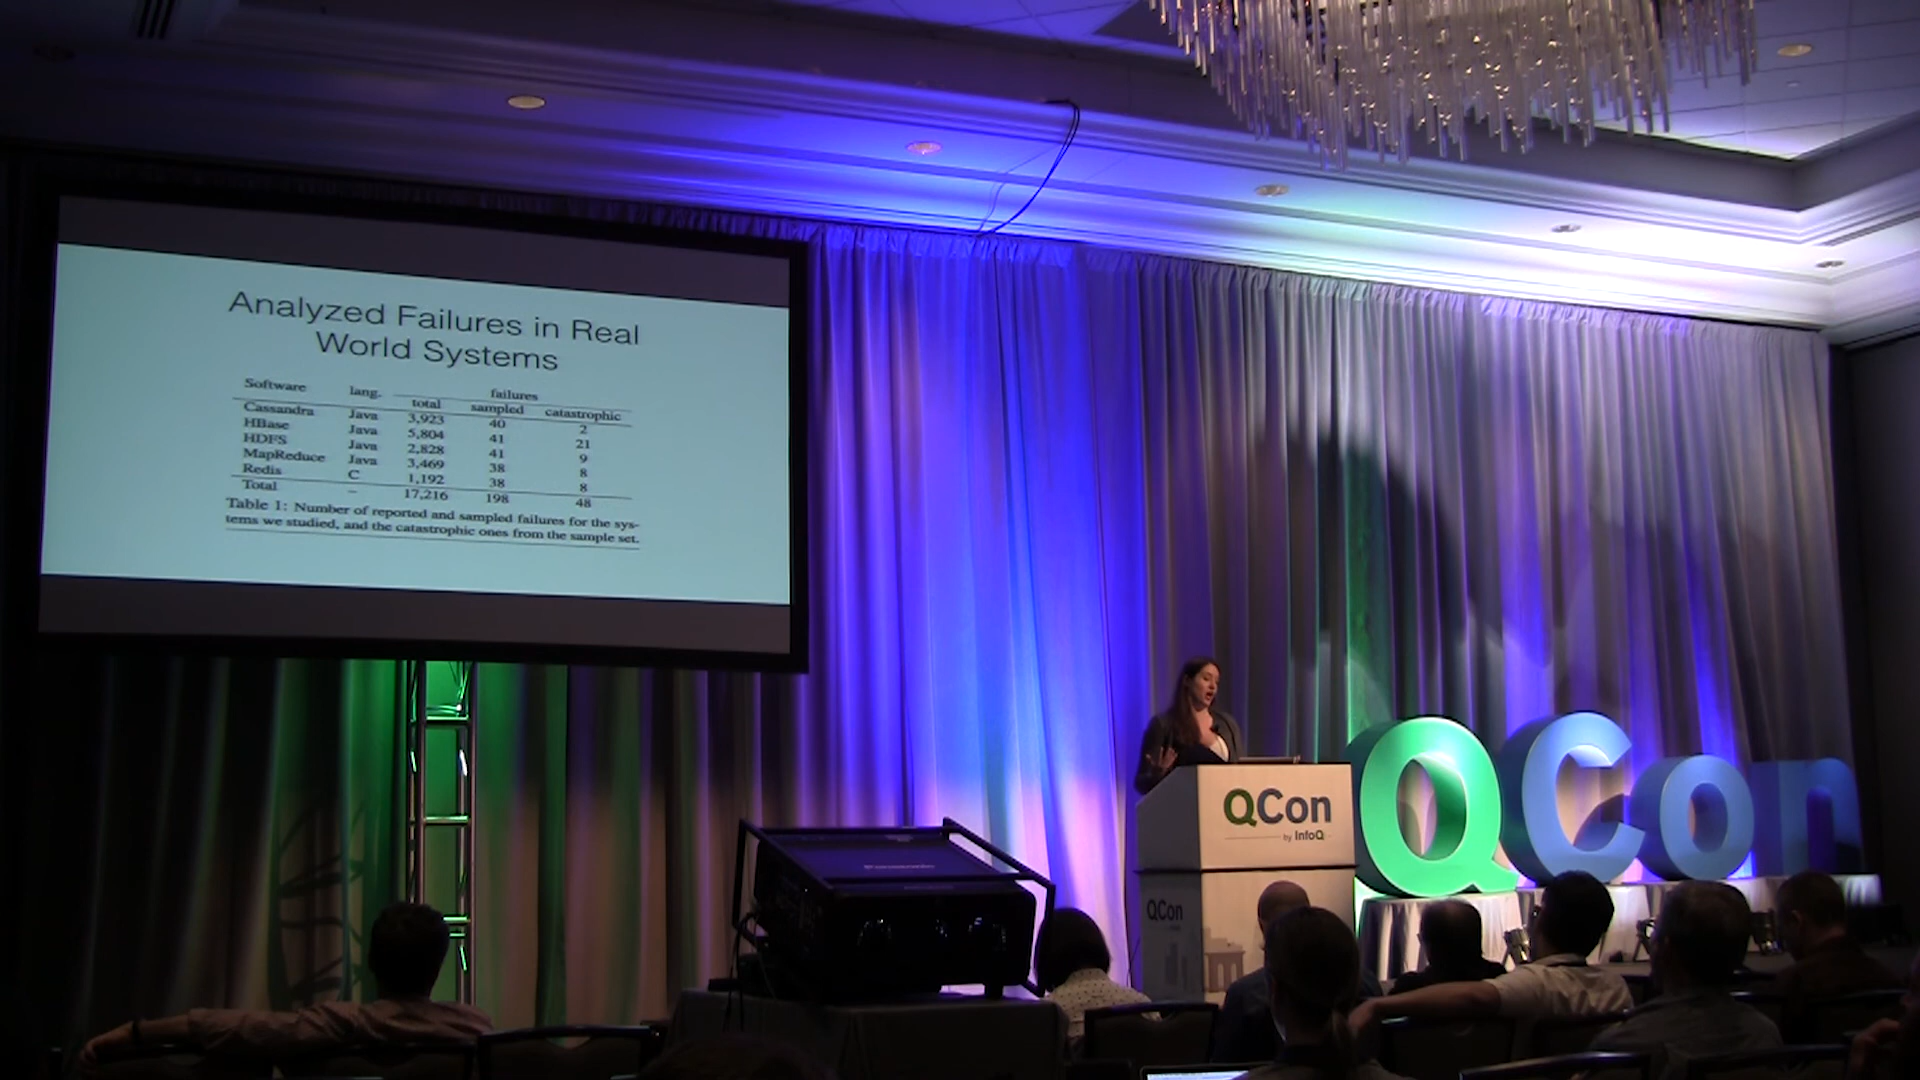 Analyzed Failures in Real
World Systems
Software lang. failures
total sampled catastrophic
Cassandra Java 3,923 40 2
HBase Java 5,804 41 21
HDFS Java 2,828 41 9
MapReduce Java 3,469 38 8
Redis C 1,192 38 8
Total – 17,216 198 48
Table 1: Number of reported and sampled failures for the sys-
tems we studied, and the catastrophic ones from the sample set.
QCon
by InfoQ
QCon
QCon